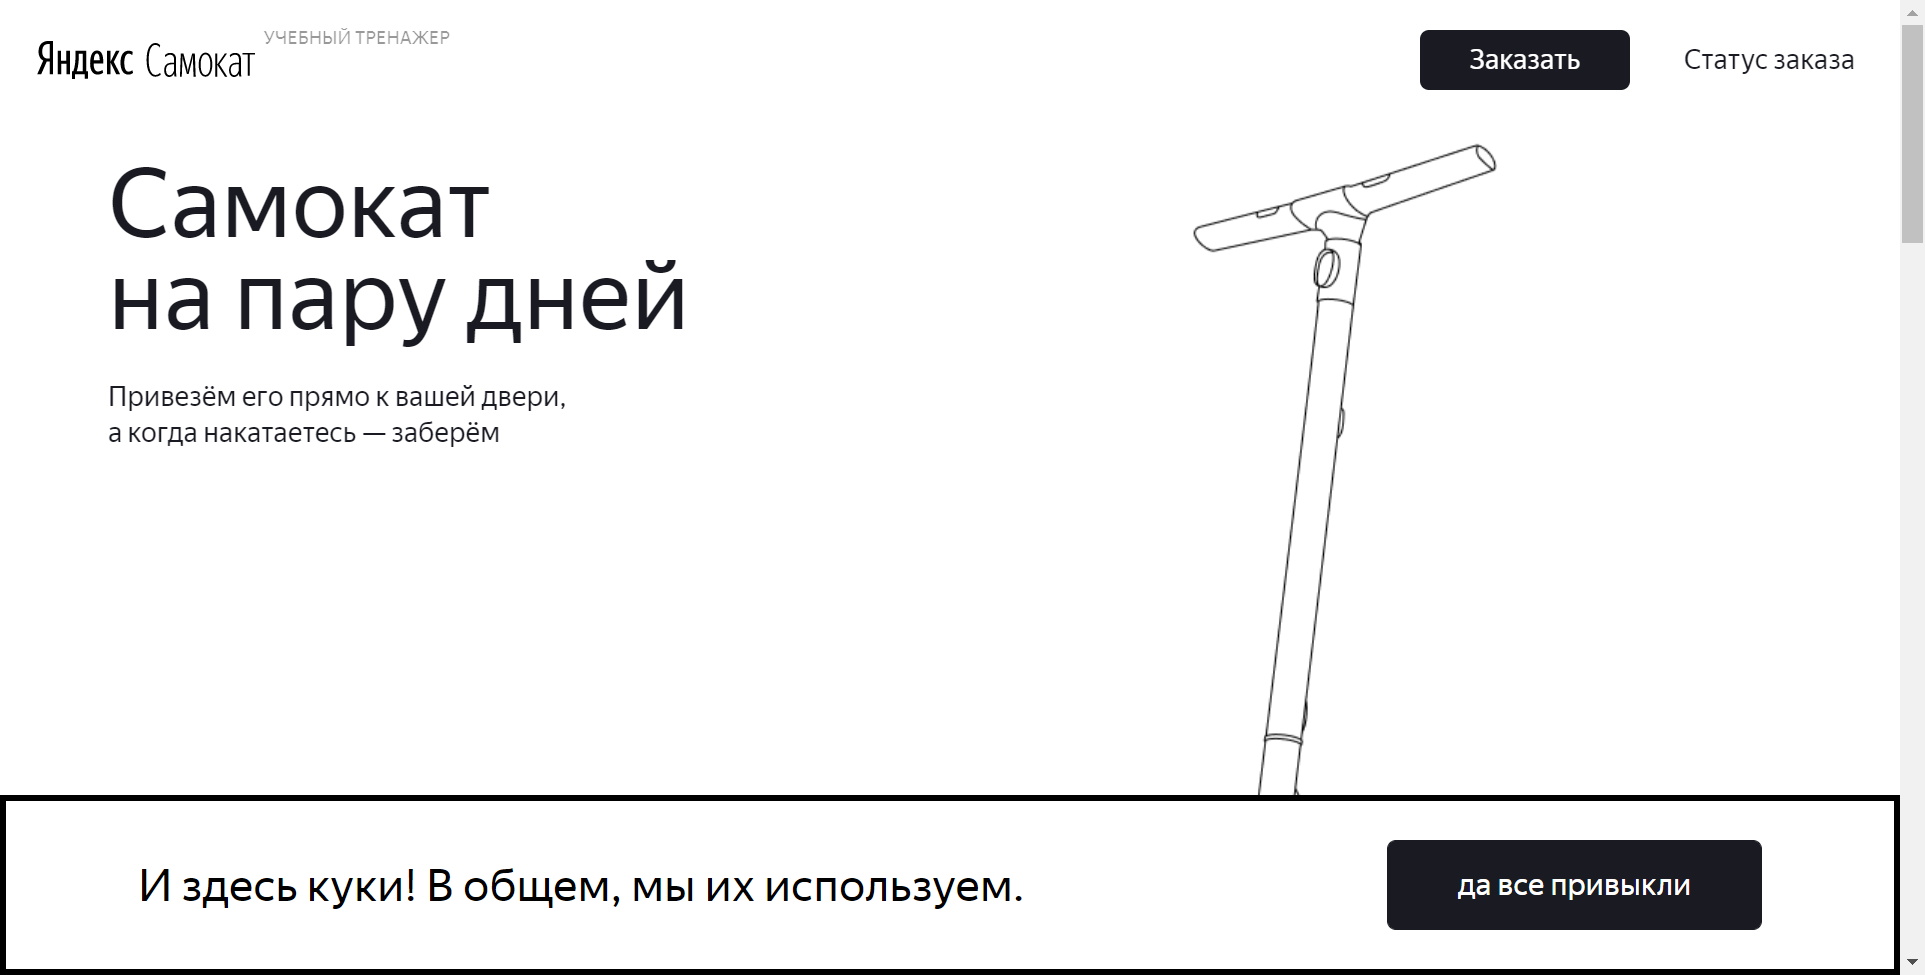 Яндекс Самокат
УЧЕБНЫЙ ТРЕНАЖЕР
Заказать
Статус заказа
Самокат
на пару дней
Привезём его прямо к вашей двери,
а когда накатаетесь — заберём
И здесь куки! В общем, мы их используем.
да все привыкли